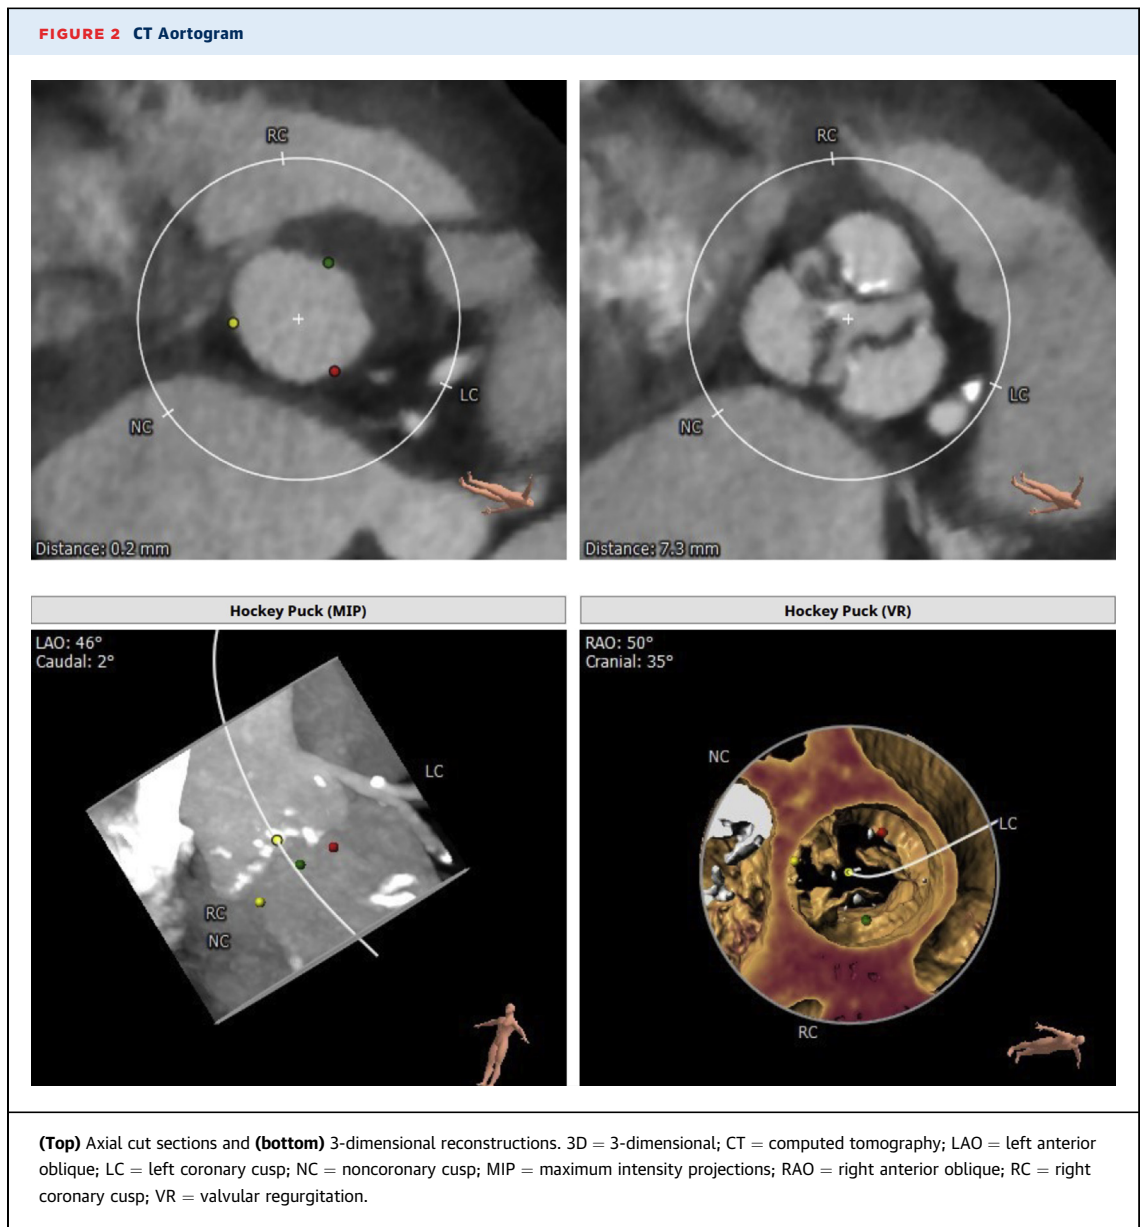 FIGURE 2 CT Aortogram
RC
LC
NC
Distance: 0.2 mm
RC
LC
NC
Distance: 7.3 mm
Hockey Puck (MIP)
LAO: 46°
Caudal: 2°
LC
RC
NC
Hockey Puck (VR)
RAO: 50°
Cranial: 35°
NC
LC
RC
(Top) Axial cut sections and (bottom) 3-dimensional reconstructions. 3D = 3-dimensional; CT = computed tomography; LAO = left anterior
oblique; LC = left coronary cusp; NC = noncoronary cusp; MIP = maximum intensity projections; RAO = right anterior oblique; RC = right
coronary cusp; VR = valvular regurgitation.